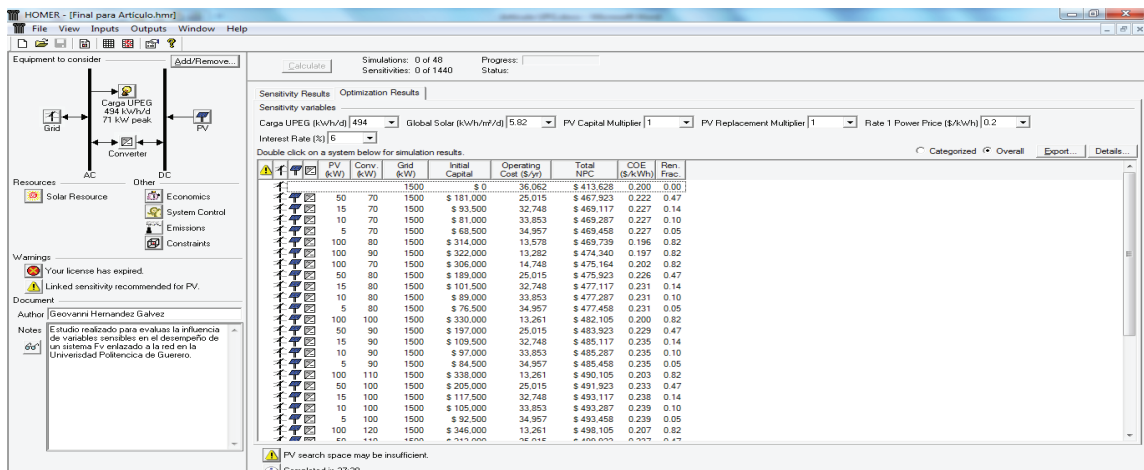 HOMER - [Final para Artículo.hmr]
File View Inputs Outputs Window Help
Equipment to consider Add/Remove...
Calculate
Simulations: 0 of 48 Progress:
Sensitivities: 0 of 1440 Status:
Carga UPEG
494 kWh/d
71 kW peak
Grid
PV
Converter
AC DC
Resources Other
Solar Resource
Economics
System Control
Emissions
Constraints
Warnings
Your license has expired.
Linked sensitivity recommended for PV.
Document
Author Geovanni Hernandez Galvez
Notes
Estudio realizado para evaluas la influencia
de variables sensibles en el desempeño de
un sistema Fv enlazado a la red en la
Univerisdad Politencica de Guerero.
Sensitivity Results Optimization Results
Sensitivity variables
Carga UPEG (kWh/d) 494 Global Solar (kWh/m²/d) 5.82 PV Capital Multiplier 1 PV Replacement Multiplier 1 Rate 1 Power Price ($/kWh) 0.2
Interest Rate (%) 6
Double click on a system below for simulation results.
Categorized Overall Export... Details...
PV (kW) Conv. (kW) Grid (kW) Initial Capital Operating Cost ($/yr) Total NPC COE ($/kWh) Ren. Frac.
1500 $ 0 36,062 $ 413,628 0.200 0.00
50 70 1500 $ 181,000 25,015 $ 467,923 0.222 0.47
15 70 1500 $ 93,500 32,748 $ 469,117 0.227 0.14
10 70 1500 $ 81,000 33,853 $ 469,287 0.227 0.10
5 70 1500 $ 68,500 34,957 $ 469,458 0.227 0.05
100 80 1500 $ 314,000 13,578 $ 469,739 0.196 0.82
100 90 1500 $ 322,000 13,282 $ 474,340 0.197 0.82
100 70 1500 $ 306,000 14,748 $ 475,164 0.202 0.82
50 80 1500 $ 189,000 25,015 $ 475,923 0.226 0.47
15 80 1500 $ 101,500 32,748 $ 477,117 0.231 0.14
10 80 1500 $ 89,000 33,853 $ 477,287 0.231 0.10
5 80 1500 $ 76,500 34,957 $ 477,458 0.231 0.05
100 100 1500 $ 330,000 13,261 $ 482,105 0.200 0.82
50 90 1500 $ 197,000 25,015 $ 483,923 0.229 0.47
15 90 1500 $ 109,500 32,748 $ 485,117 0.235 0.14
10 90 1500 $ 97,000 33,853 $ 485,287 0.235 0.10
5 90 1500 $ 84,500 34,957 $ 485,458 0.235 0.05
100 110 1500 $ 338,000 13,261 $ 490,105 0.203 0.82
50 100 1500 $ 205,000 25,015 $ 491,923 0.233 0.47
15 100 1500 $ 117,500 32,748 $ 493,117 0.238 0.14
10 100 1500 $ 105,000 33,853 $ 493,287 0.239 0.10
5 100 1500 $ 92,500 34,957 $ 493,458 0.239 0.05
100 120 1500 $ 346,000 13,261 $ 498,105 0.207 0.82
PV search space may be insufficient.